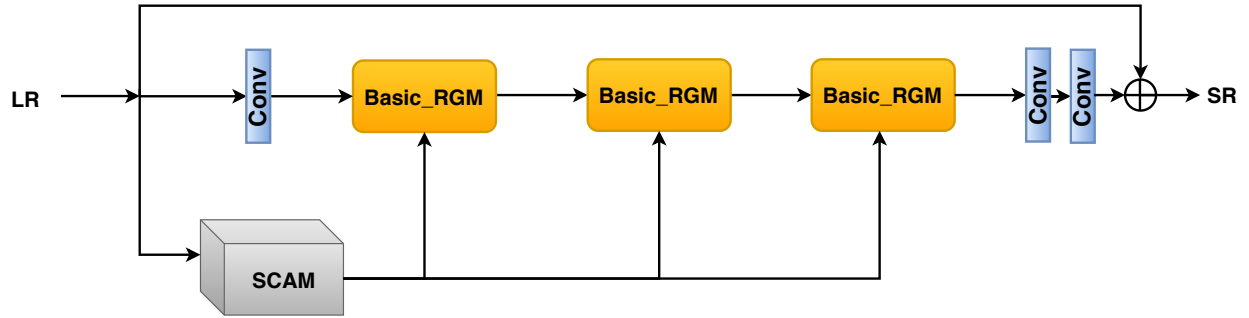 LR
Conv
Basic_RGM
Basic_RGM
Basic_RGM
Conv
Conv
SR
SCAM